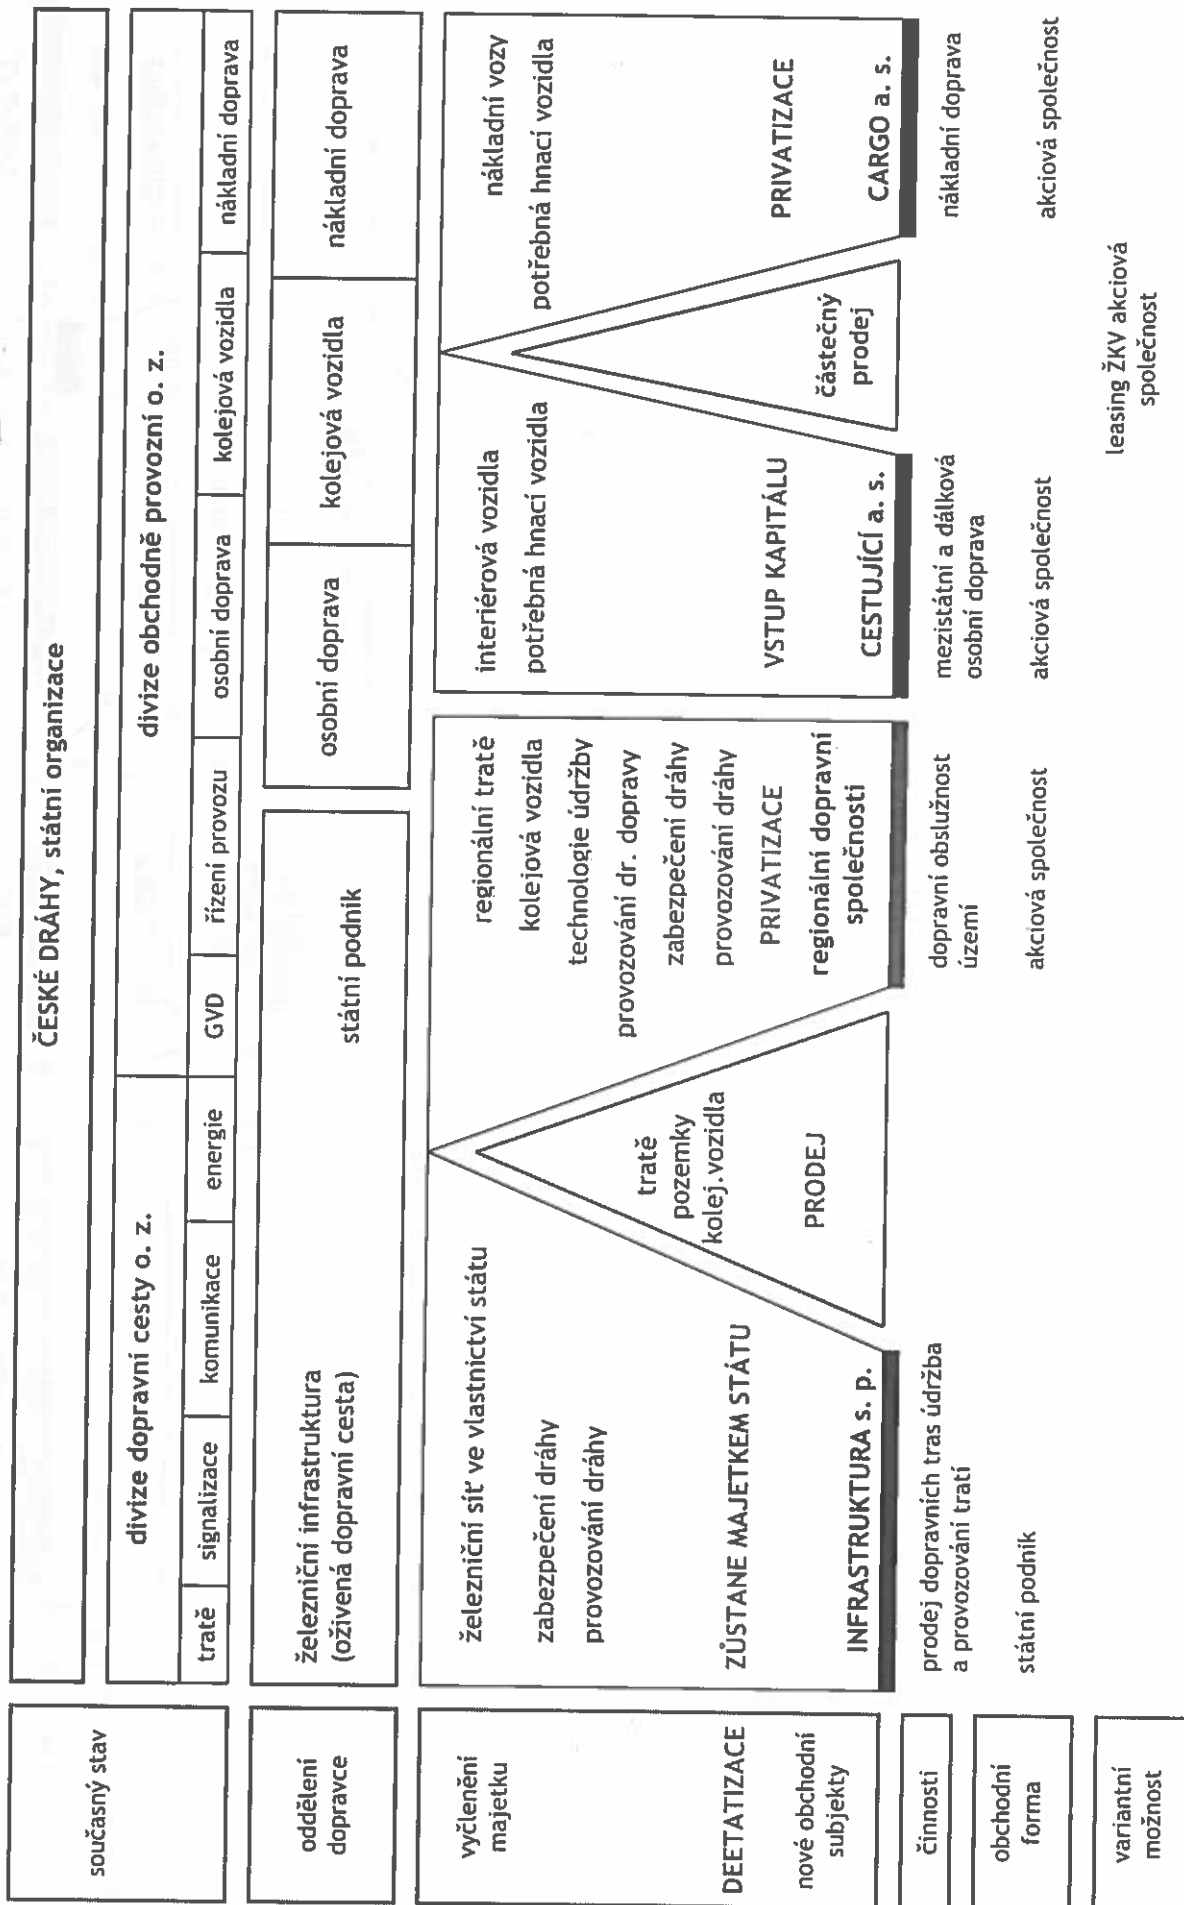 současný stav
ČESKÉ DRÁHY, státní organizace
divize dopravní cesty o. z.
divize obchodně provozní o. z.
tratě
signalizace
komunikace
energie
GVD
řízení provozu
osobní doprava
kolejová vozidla
nákladní doprava
oddělení
dopravce
železniční infrastruktura
(oživená dopravní cesta)
státní podnik
osobní doprava
kolejová vozidla
nákladní doprava
vyčlenění
majetku
DEETATIZACE
nové obchodní
subjekty
železniční síť ve vlastnictví státu
zabezpečení dráhy
provozování dráhy
ZŮSTANE MAJETKEM STÁTU
INFRASTRUKTURA s. p.
tratě
pozemky
kolej.vozidla
PRODEJ
regionální tratě
kolejová vozidla
technologie údržby
provozování dr. dopravy
zabezpečení dráhy
provozování dráhy
PRIVATIZACE
regionální dopravní
společnosti
interiérová vozidla
potřebná hnací vozidla
VSTUP KAPITÁLU
CESTUJÍCÍ a. s.
částečný
prodej
nákladní vozy
potřebná hnací vozidla
PRIVATIZACE
CARGO a. s.
činnosti
prodej dopravních tras údržba
a provozování tratí
dopravní obslužnost
území
mezistátní a dálková
osobní doprava
nákladní doprava
obchodní
forma
státní podnik
akciová společnost
akciová společnost
akciová společnost
variantní
možnost
leasing ŽKV akciová
společnost